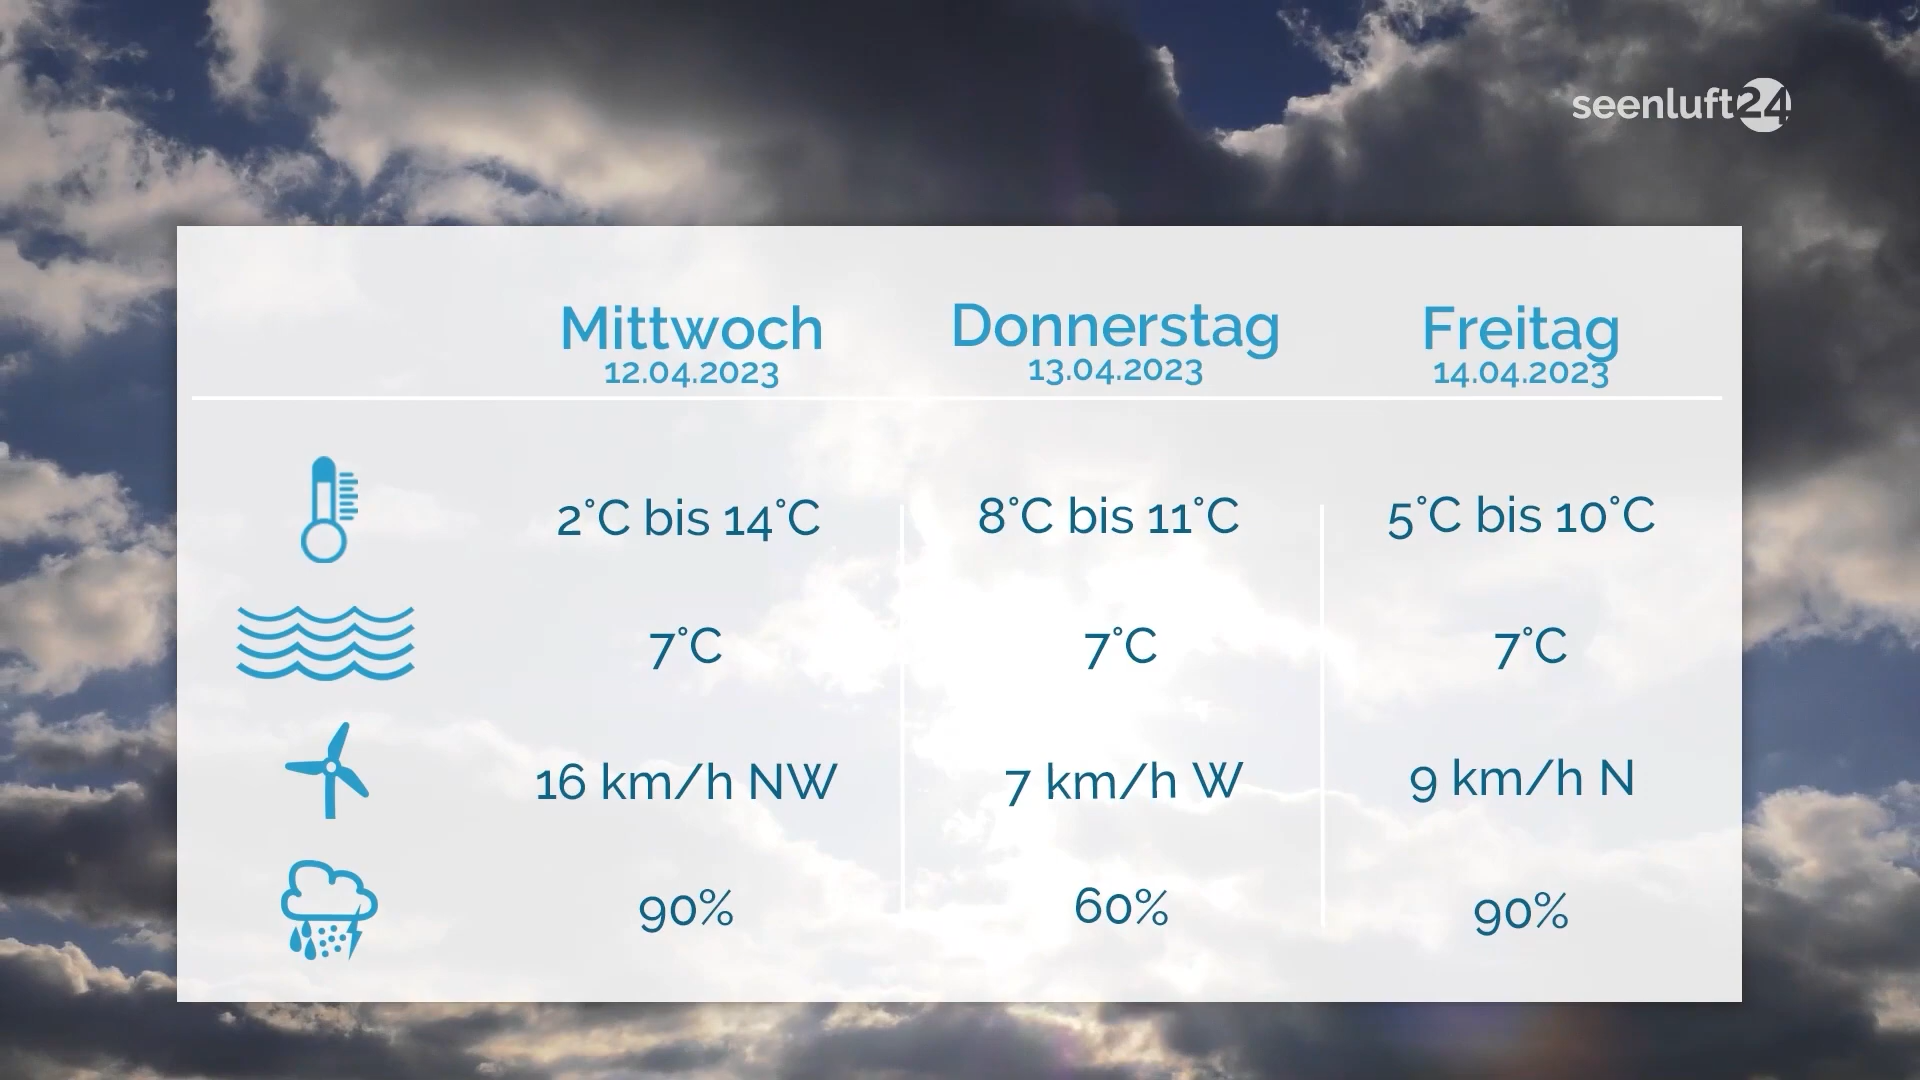 seenluft24
Mittwoch Donnerstag Freitag
12.04.2023 13.04.2023 14.04.2023
2°C bis 14°C 8°C bis 11°C 5°C bis 10°C
7°C 7°C 7°C
16 km/h NW 7 km/h W 9 km/h N
90% 60% 90%